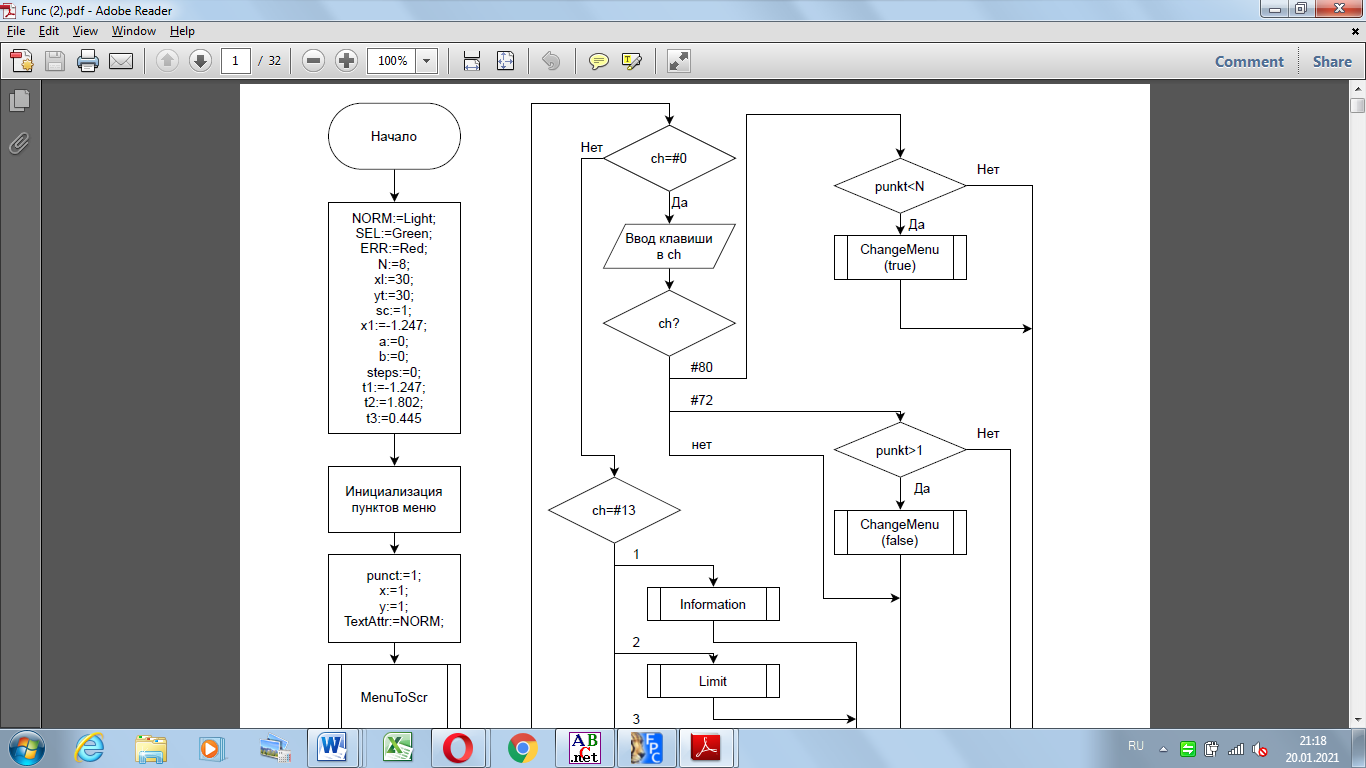 Func (2).pdf - Adobe Reader
File Edit View Window Help
1 / 32 100% Comment Share
Начало
NORM:=Light;
SEL:=Green;
ERR:=Red;
N:=8;
xl:=30;
yt:=30;
sc:=1;
x1:=-1.247;
a:=0;
b:=0;
steps:=0;
t1:=-1.247;
t2:=1.802;
t3:=0.445
Инициализация
пунктов меню
punct:=1;
x:=1;
y:=1;
TextAttr:=NORM;
MenuToScr
ch=#0
Нет
Да
Ввод клавиши
в ch
ch?
#80
#72
нет
ch=#13
1
Information
2
Limit
3
punkt<N
Нет
Да
ChangeMenu
(true)
punkt>1
Нет
Да
ChangeMenu
(false)
W
X
AB
C
.net
FPC
RU
21:18
20.01.2021